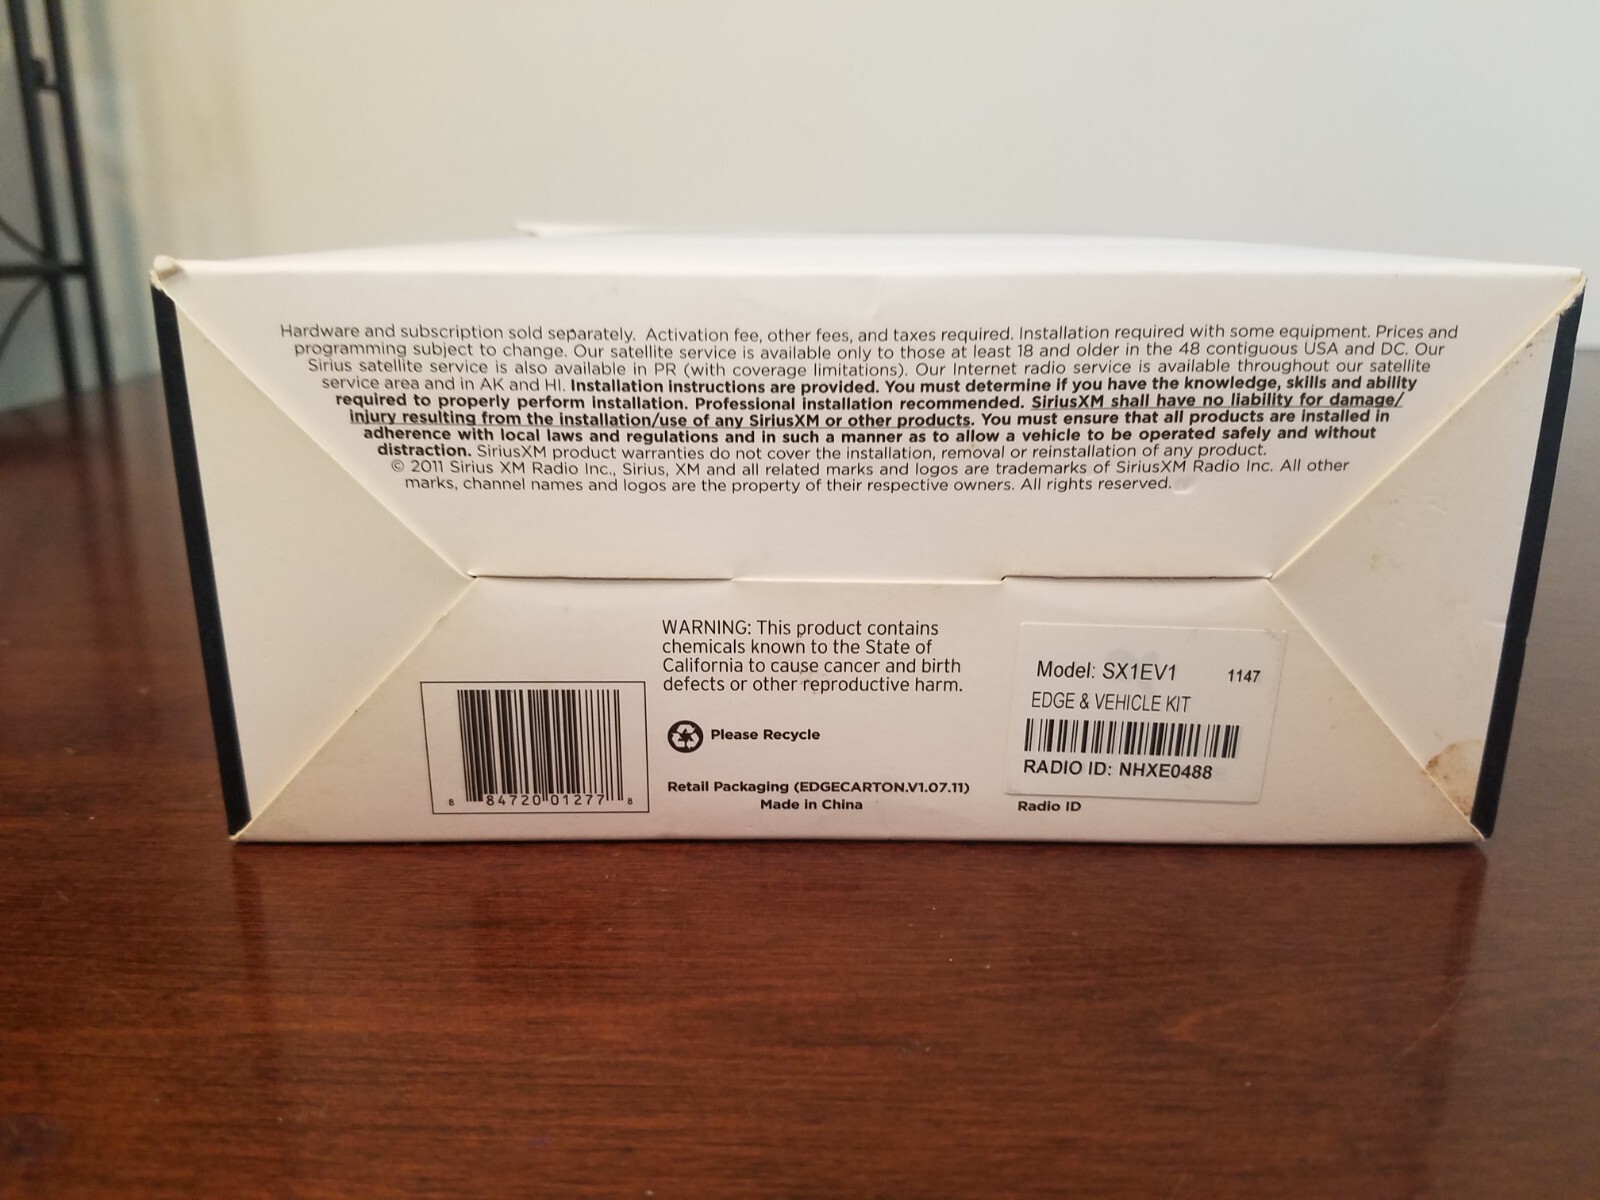 Hardware and subscription sold separately. Activation fee, other fees, and taxes required. Installation required with some equipment. Prices and
programming subject to change. Our satellite service is available only to those at least 18 and older in the 48 contiguous USA and DC. Our
Sirius satellite service is also available in PR (with coverage limitations). Our Internet radio service is available throughout our satellite
service area and in AK and HI. Installation instructions are provided. You must determine if you have the knowledge, skills and ability
required to properly perform installation. Professional installation recommended. SiriusXM shall have no liability for damage/
injury resulting from the installation/use of any SiriusXM or other products. You must ensure that all products are installed in
adherence with local laws and regulations and in such a manner as to allow a vehicle to be operated safely and without
distraction. SiriusXM product warranties do not cover the installation, removal or reinstallation of any product.
© 2011 Sirius XM Radio Inc., Sirius, XM and all related marks and logos are trademarks of SiriusXM Radio Inc. All other
marks, channel names and logos are the property of their respective owners. All rights reserved.
WARNING: This product contains
chemicals known to the State of
California to cause cancer and birth
defects or other reproductive harm.
Please Recycle
Retail Packaging (EDGECARTON.V1.07.11)
Made in China
8 84720 01277 8
Model: SX1EV1 1147
EDGE & VEHICLE KIT
RADIO ID: NHXE0488
Radio ID